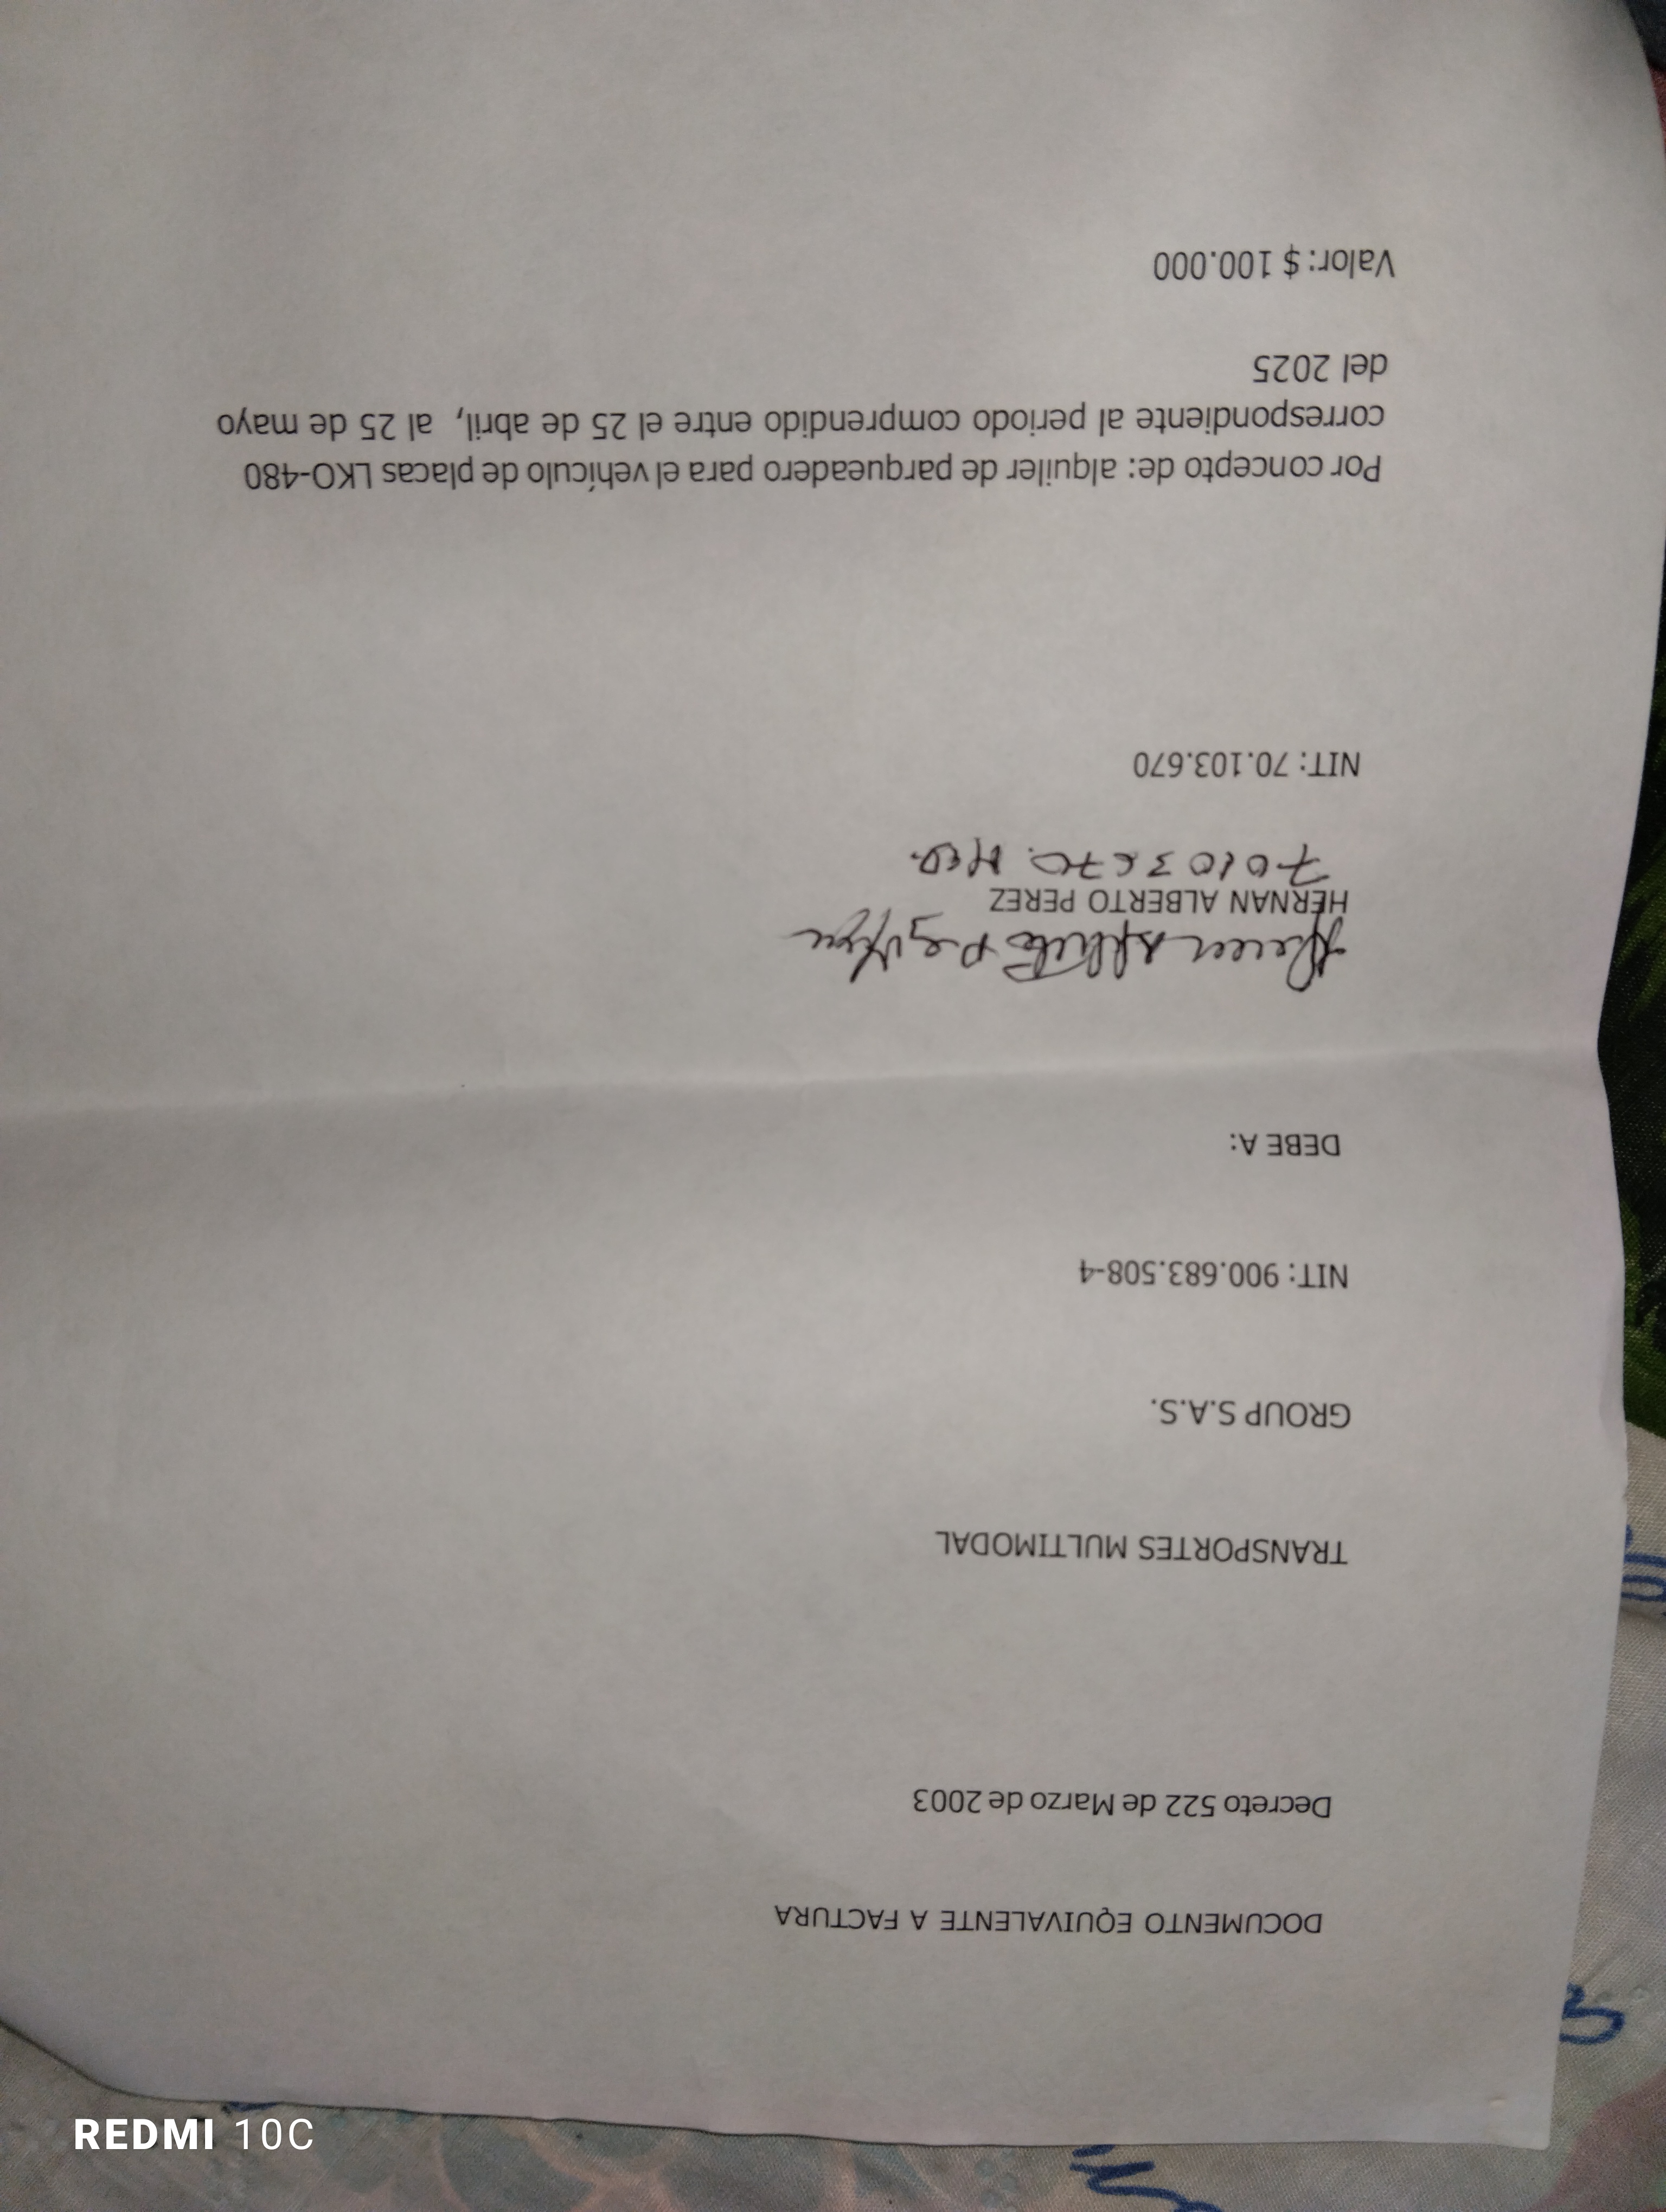 DOCUMENTO EQUIVALENTE A FACTURA
Decreto 522 de Marzo de 2003
TRANSPORTES MULTIMODAL
GROUP S.A.S.
NIT: 900.683.508-4
DEBE A:
HERNAN ALBERTO PEREZ
70103670. Med.
NIT: 70.103.670
Por concepto de: alquiler de parqueadero para el vehículo de placas LKO-480
correspondiente al periodo comprendido entre el 25 de abril, al 25 de mayo
del 2025
Valor: $ 100.000
REDMI 10C